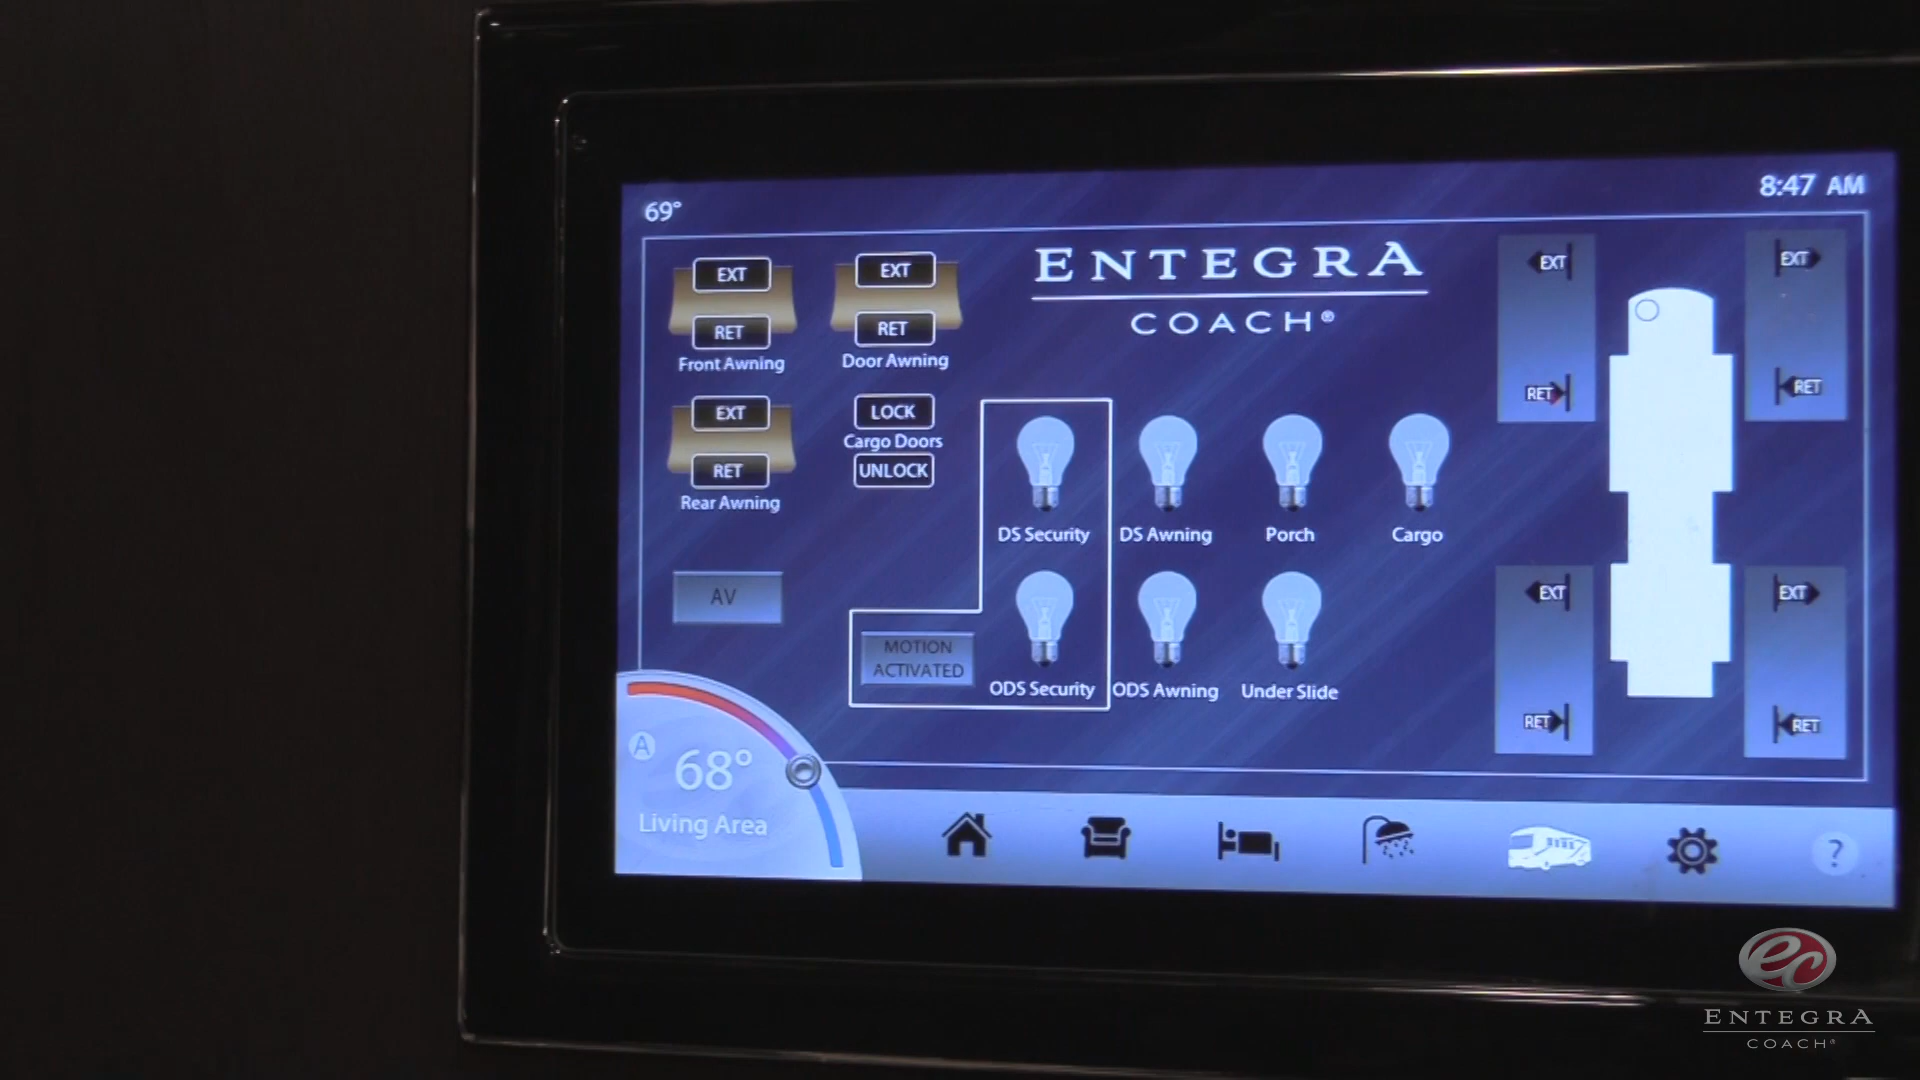 69°
8:47 AM
ENTEGRA
COACH®
EXT
RET
Front Awning
EXT
RET
Door Awning
EXT
RET
Rear Awning
LOCK
Cargo Doors
UNLOCK
AV
DS Security
DS Awning
Porch
Cargo
MOTION
ACTIVATED
ODS Security
ODS Awning
Under Slide
EXT
RET
EXT
RET
EXT
RET
EXT
RET
A
68°
Living Area
?
ec
ENTEGRA
COACH®